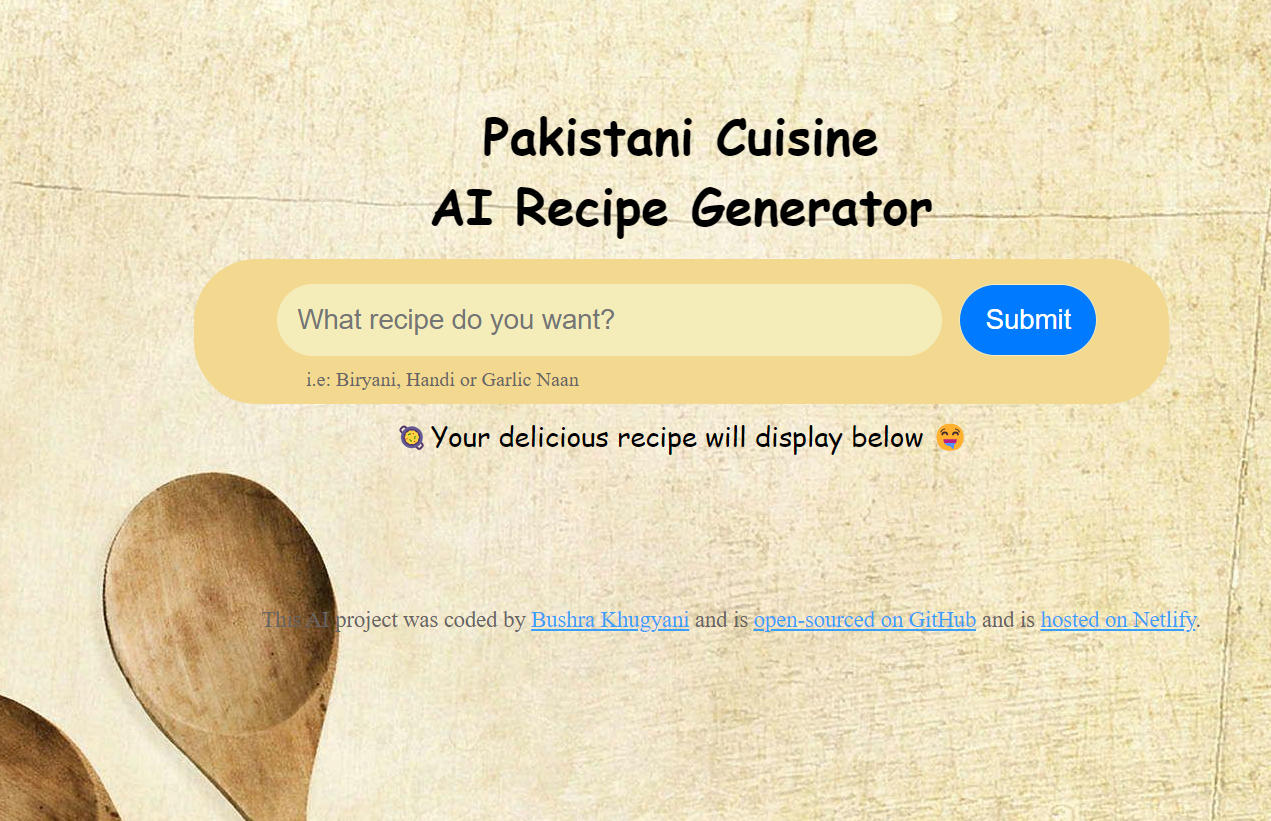 Pakistani Cuisine
AI Recipe Generator
What recipe do you want?
Submit
i.e: Biryani, Handi or Garlic Naan
🥘 Your delicious recipe will display below 🤤
This AI project was coded by Bushra Khugyani and is open-sourced on GitHub and is hosted on Netlify.